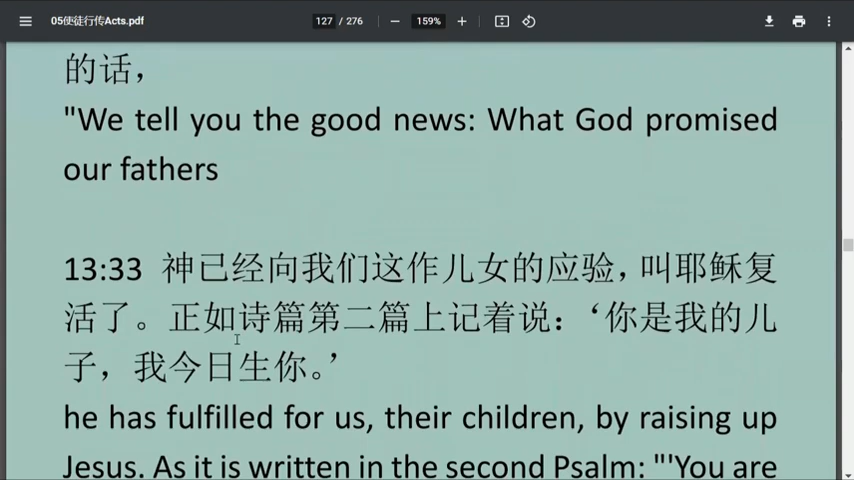 05使徒行传Acts.pdf
127 / 276
159%
的话，
"We tell you the good news: What God promised
our fathers
13:33 神已经向我们这作儿女的应验，叫耶稣复
活了。正如诗篇第二篇上记着说：‘你是我的儿
子，我今日生你。’
he has fulfilled for us, their children, by raising up
Jesus. As it is written in the second Psalm: "'You are